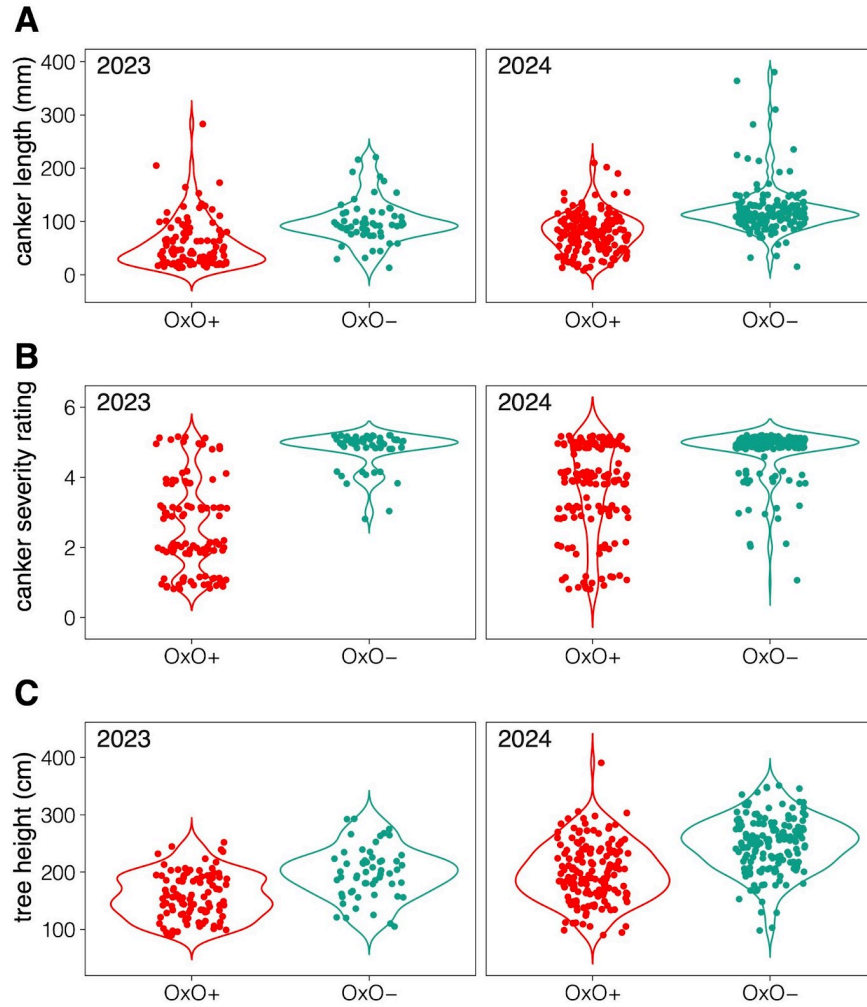 A
canker length (mm)
2023
2024
400
300
200
100
0
OxO+
OxO−
OxO+
OxO−
B
canker severity rating
2023
2024
6
4
2
0
OxO+
OxO−
OxO+
OxO−
C
tree height (cm)
2023
2024
400
300
200
100
OxO+
OxO−
OxO+
OxO−